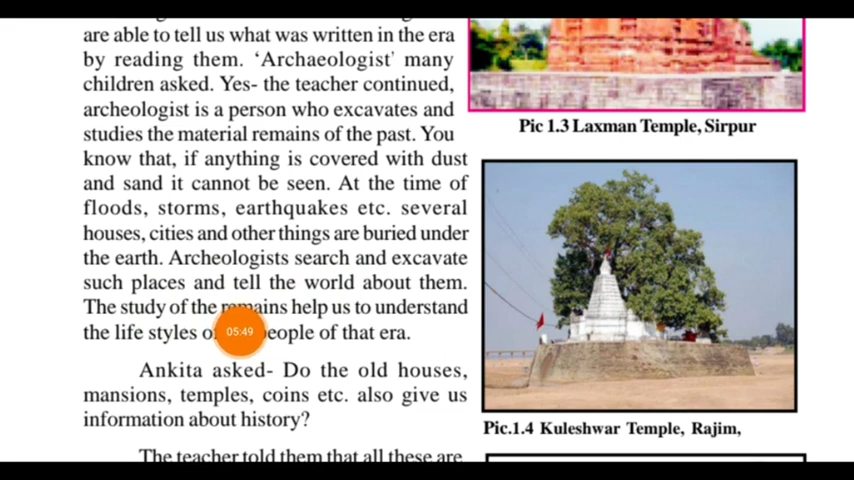 are able to tell us what was written in the era
by reading them. ‘Archaeologist’ many
children asked. Yes- the teacher continued,
archeologist is a person who excavates and
studies the material remains of the past. You
know that, if anything is covered with dust
and sand it cannot be seen. At the time of
floods, storms, earthquakes etc. several
houses, cities and other things are buried under
the earth. Archeologists search and excavate
such places and tell the world about them.
The study of the remains help us to understand
the life styles of people of that era.
05:49
Ankita asked- Do the old houses,
mansions, temples, coins etc. also give us
information about history?
The teacher told them that all these are
Pic 1.3 Laxman Temple, Sirpur
Pic.1.4 Kuleshwar Temple, Rajim,